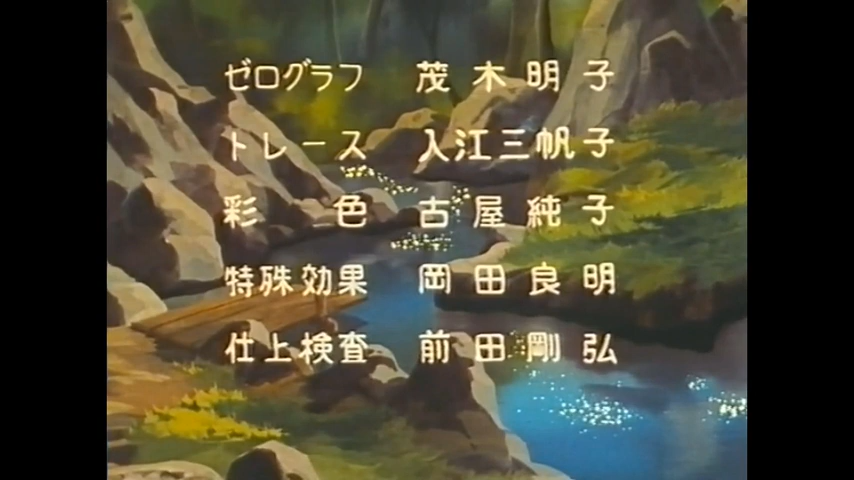 ゼログラフ 茂木明子
トレース 入江三帆子
彩色 古屋純子
特殊効果 岡田良明
仕上検査 前田剛弘